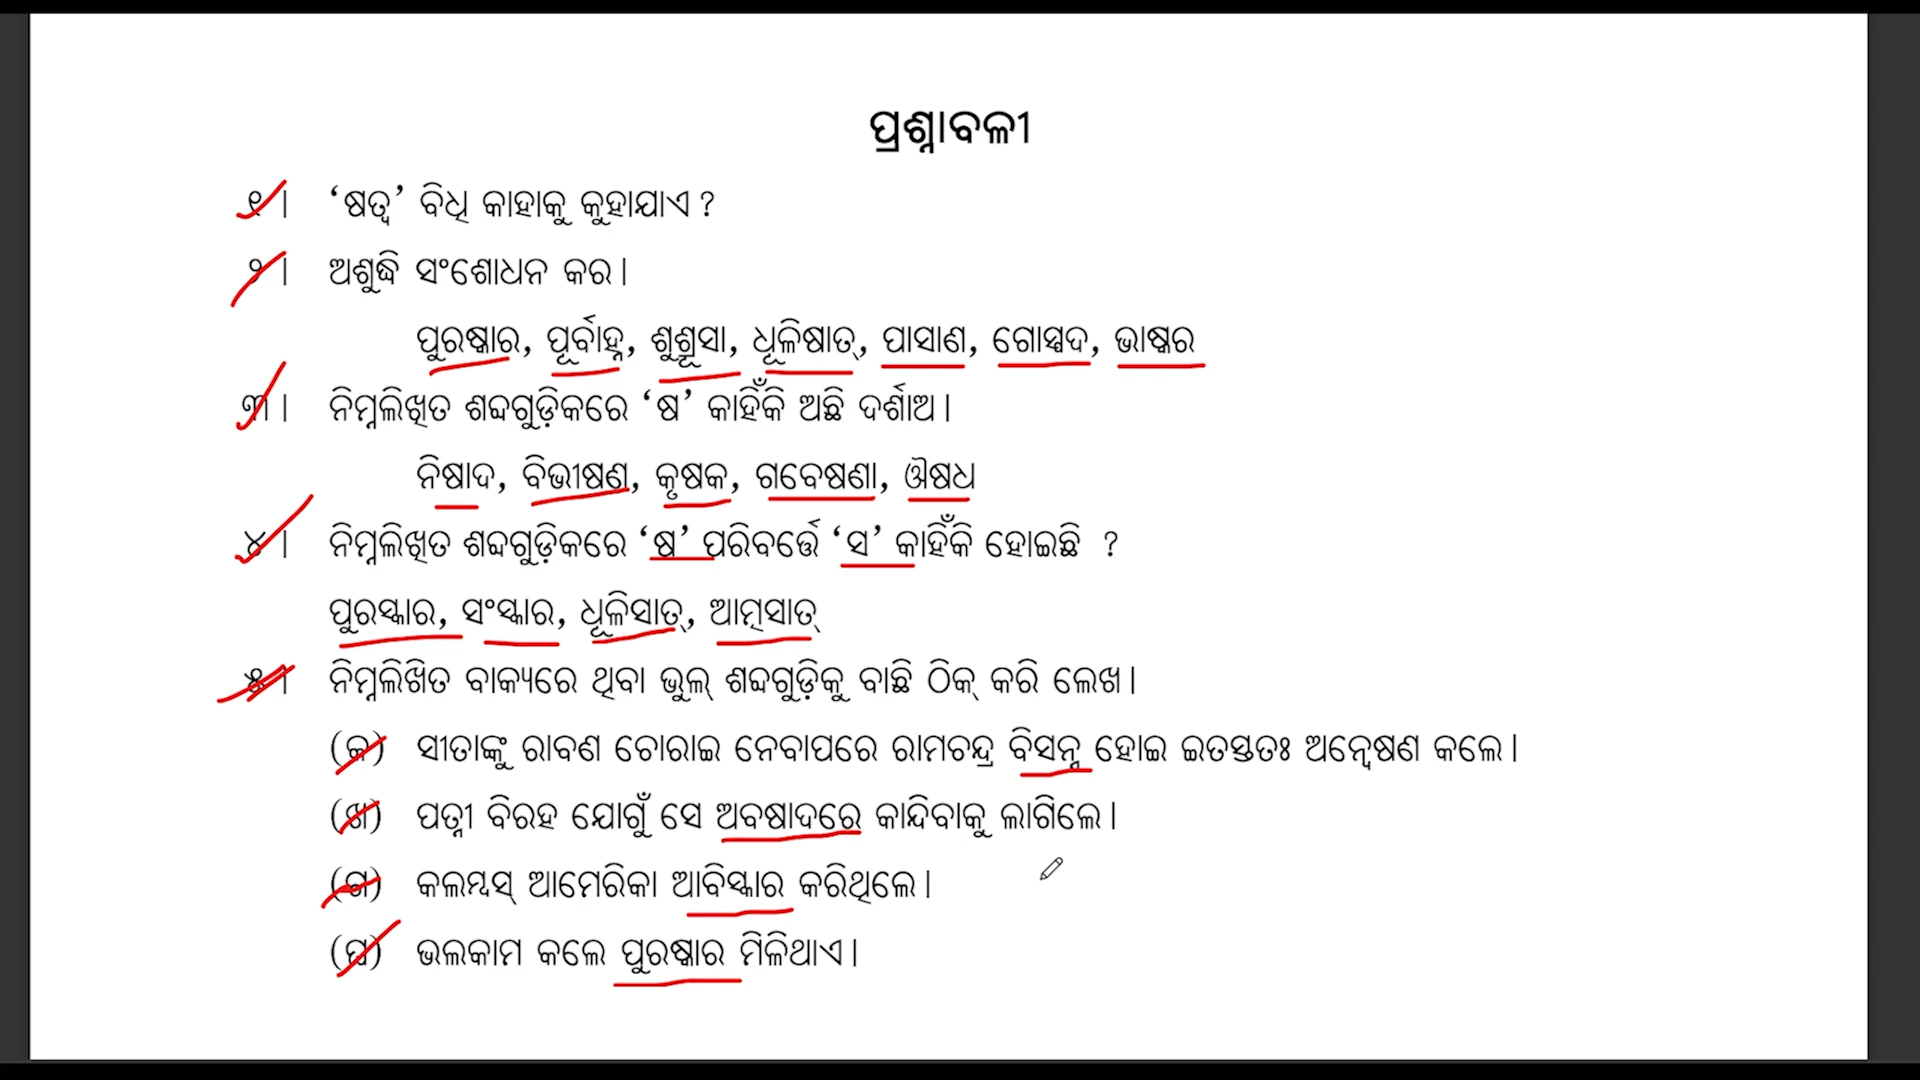 ପ୍ରଶ୍ନାବଳୀ
୧। ‘ଷତ୍ୱ’ ବିଧି କାହାକୁ କୁହାଯାଏ ?
୨। ଅଶୁଦ୍ଧି ସଂଶୋଧନ କର।
ପୁରଷ୍କାର, ପୂର୍ବାହ୍ନ, ଶୁଶ୍ରୂସା, ଧୂଳିଷାତ୍, ପାସାଣ, ଗୋସ୍ପଦ, ଭାଷ୍କର
୩। ନିମ୍ନଲିଖିତ ଶବ୍ଦଗୁଡ଼ିକରେ ‘ଷ’ କାହିଁକି ଅଛି ଦର୍ଶାଅ।
ନିଷାଦ, ବିଭୀଷଣ, କୃଷକ, ଗବେଷଣା, ଔଷଧ
୪। ନିମ୍ନଲିଖିତ ଶବ୍ଦଗୁଡ଼ିକରେ ‘ଷ’ ପରିବର୍ତ୍ତେ ‘ସ’ କାହିଁକି ହୋଇଛି ?
ପୁରସ୍କାର, ସଂସ୍କାର, ଧୂଳିସାତ୍, ଆତ୍ମସାତ୍
୫। ନିମ୍ନଲିଖିତ ବାକ୍ୟରେ ଥିବା ଭୁଲ୍ ଶବ୍ଦଗୁଡ଼ିକୁ ବାଛି ଠିକ୍ କରି ଲେଖ।
(କ) ସୀତାଙ୍କୁ ରାବଣ ଚୋରାଇ ନେବାପରେ ରାମଚନ୍ଦ୍ର ବିସନ୍ନ ହୋଇ ଇତସ୍ତତଃ ଅନ୍ୱେଷଣ କଲେ।
(ଖ) ପତ୍ନୀ ବିରହ ଯୋଗୁଁ ସେ ଅବଷାଦରେ କାନ୍ଦିବାକୁ ଲାଗିଲେ।
(ଗ) କଲମ୍ବସ୍ ଆମେରିକା ଆବିସ୍କାର କରିଥିଲେ।
(ଘ) ଭଲକାମ କଲେ ପୁରଷ୍କାର ମିଳିଥାଏ।